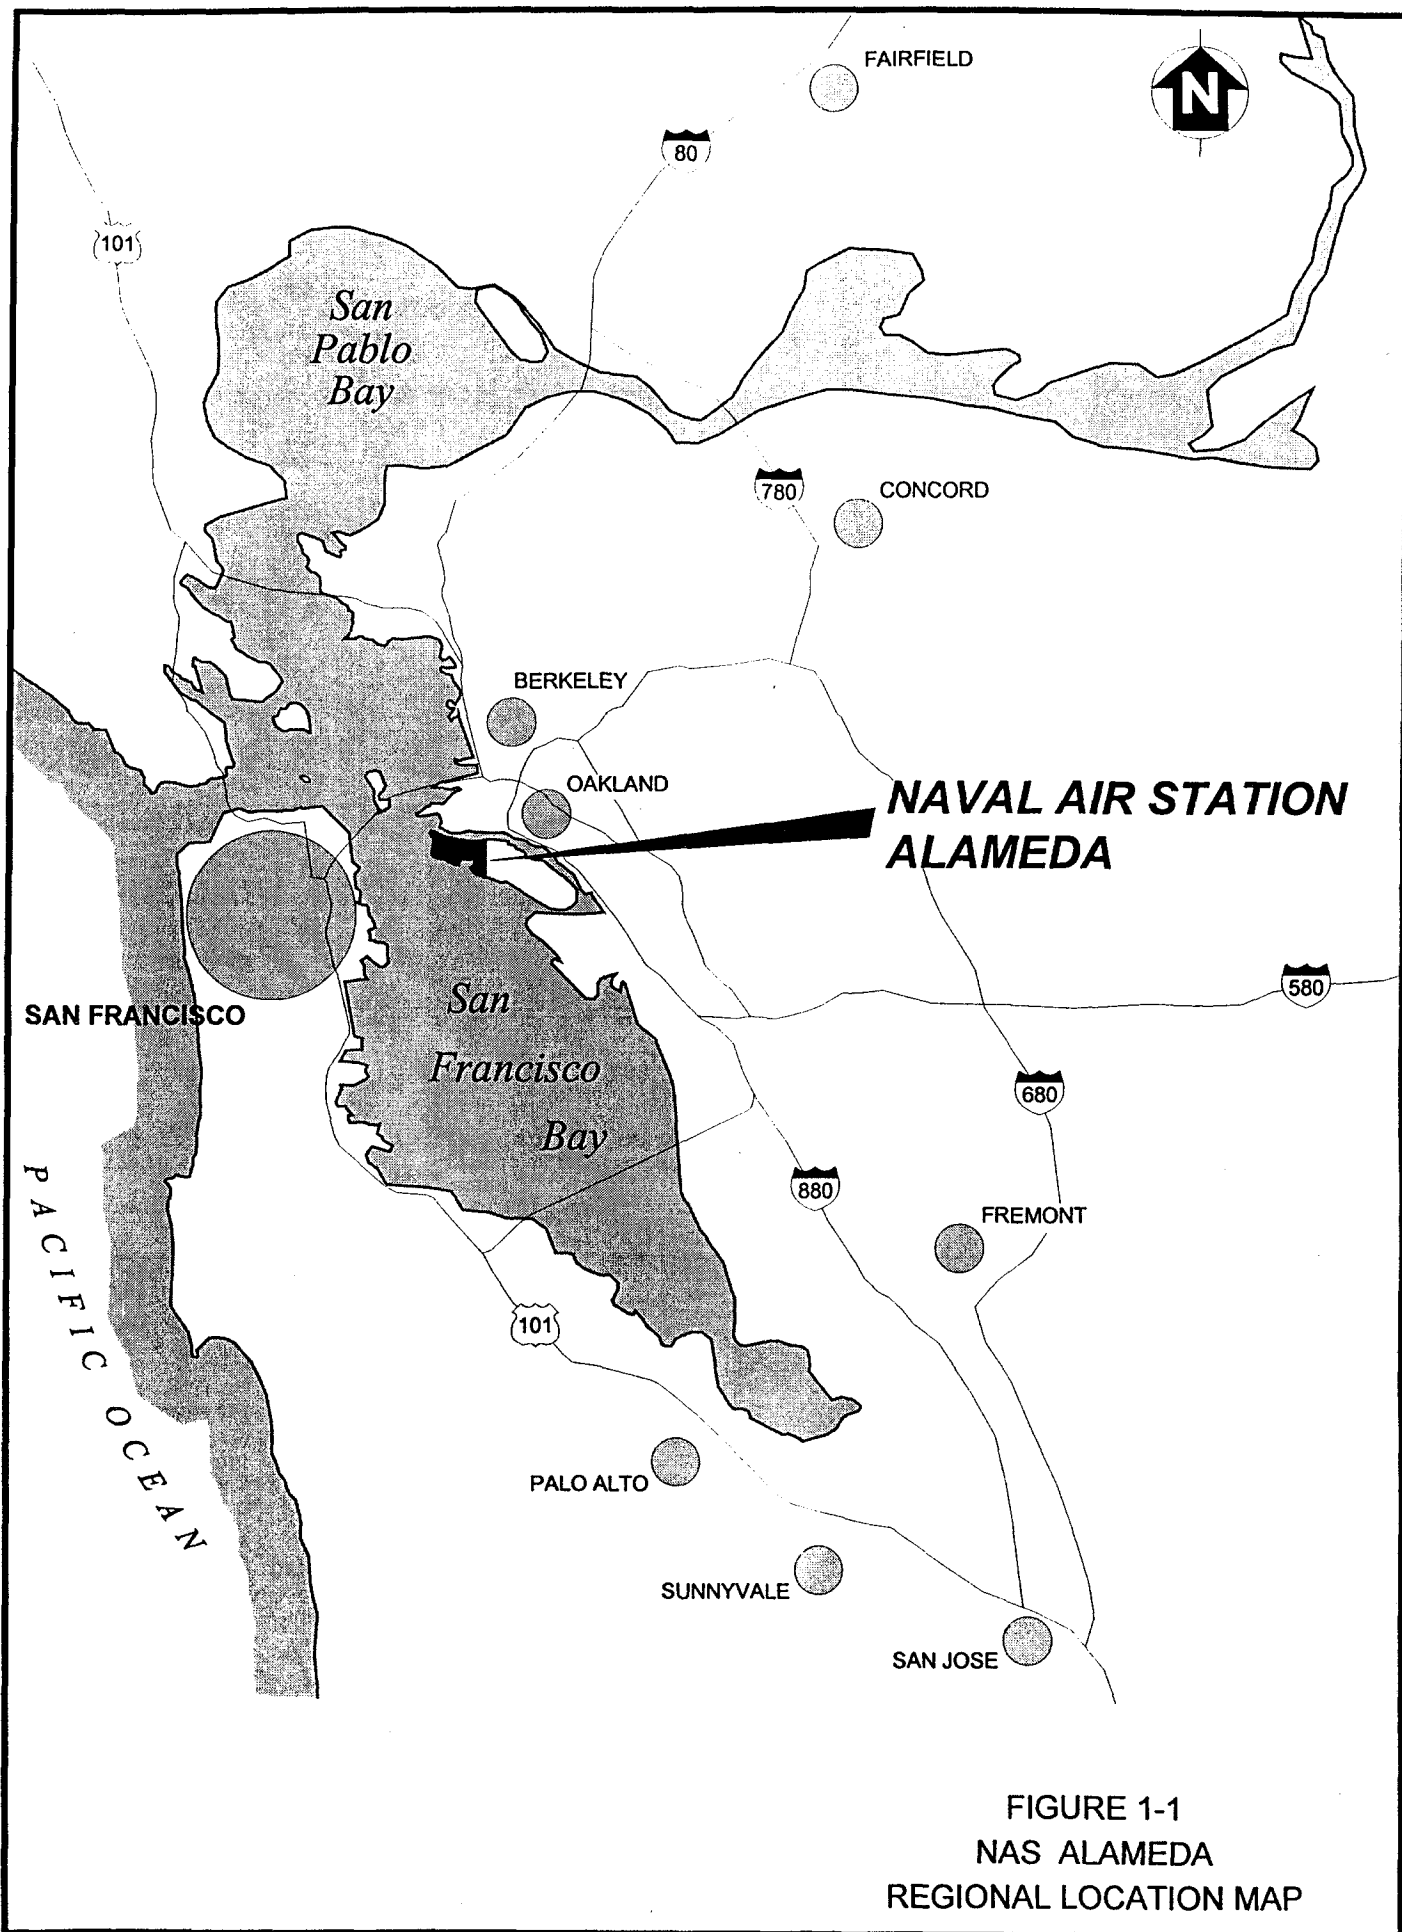 FAIRFIELD
N
80
101
San
Pablo
Bay
780
CONCORD
BERKELEY
OAKLAND
NAVAL AIR STATION
ALAMEDA
580
San
Francisco
Bay
SAN FRANCISCO
680
PACIFIC OCEAN
880
FREMONT
101
PALO ALTO
SUNNYVALE
SAN JOSE
FIGURE 1-1
NAS ALAMEDA
REGIONAL LOCATION MAP